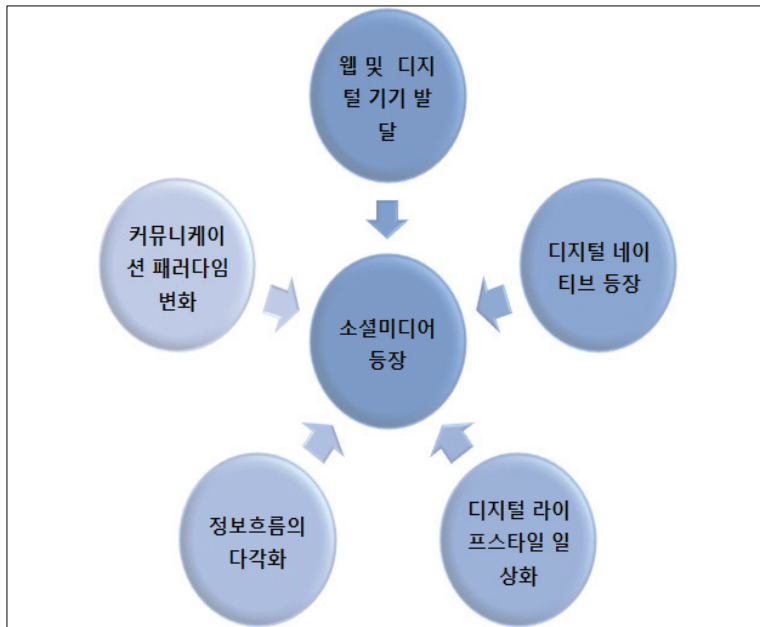 웹 및 디지
털 기기 발
달
커뮤니케이
션 패러다임
변화
디지털 네이
티브 등장
소셜미디어
등장
정보흐름의
다각화
디지털 라이
프스타일 일
상화